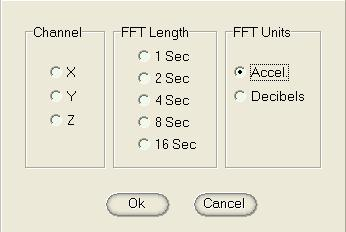 Channel
X
Y
Z
FFT Length
1 Sec
2 Sec
4 Sec
8 Sec
16 Sec
FFT Units
Accel.
Decibels
Ok
Cancel